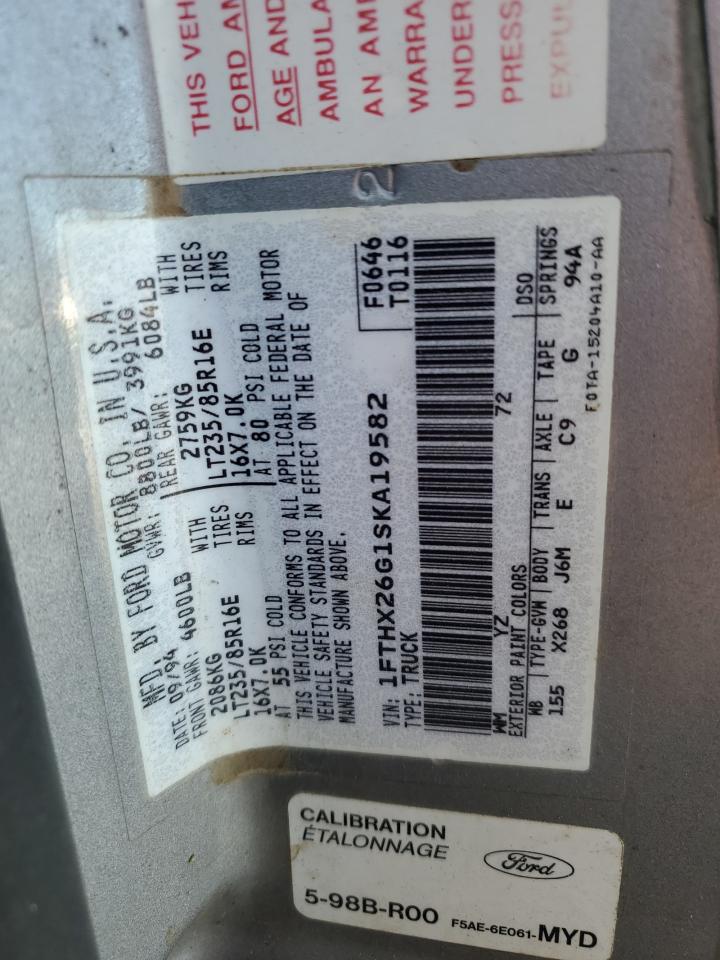 THIS VEH
FORD AM
AGE AND
AMBULA
AN AM
WARRA
UNDER
PRESS
EXPUL
2
MFD. BY FORD MOTOR CO. IN U.S.A.
DATE: 09/94 GVWR: 8800LB/ 3991KG
FRONT GAWR: 4600LB REAR GAWR: 6084LB
2086KG WITH 2759KG WITH
LT235/85R16E TIRES LT235/85R16E TIRES
16X7.0K RIMS 16X7.0K RIMS
AT 55 PSI COLD AT 80 PSI COLD
THIS VEHICLE CONFORMS TO ALL APPLICABLE FEDERAL MOTOR
VEHICLE SAFETY STANDARDS IN EFFECT ON THE DATE OF
MANUFACTURE SHOWN ABOVE.
F0646
VIN: 1FTHX26G1SKA19582 T0116
TYPE: TRUCK
WM YZ 72
EXTERIOR PAINT COLORS DSO
WB TYPE-GVW BODY TRANS AXLE TAPE SPRINGS
155 X268 J6M E C9 G 94A
F0TA-15204A10-AA
CALIBRATION
ÉTALONNAGE
Ford
5-98B-R00 F5AE-6E061-MYD